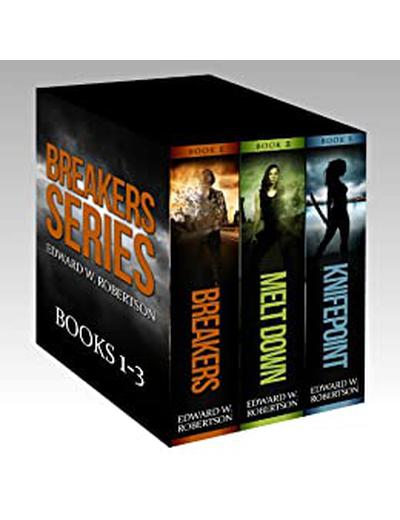 BREAKERS
SERIES
EDWARD W. ROBERTSON
BOOKS 1-3
BOOK 1
BREAKERS
EDWARD W.
ROBERTSON
BOOK 2
MELT DOWN
EDWARD W.
ROBERTSON
BOOK 3
KNIFEPOINT
EDWARD W.
ROBERTSON